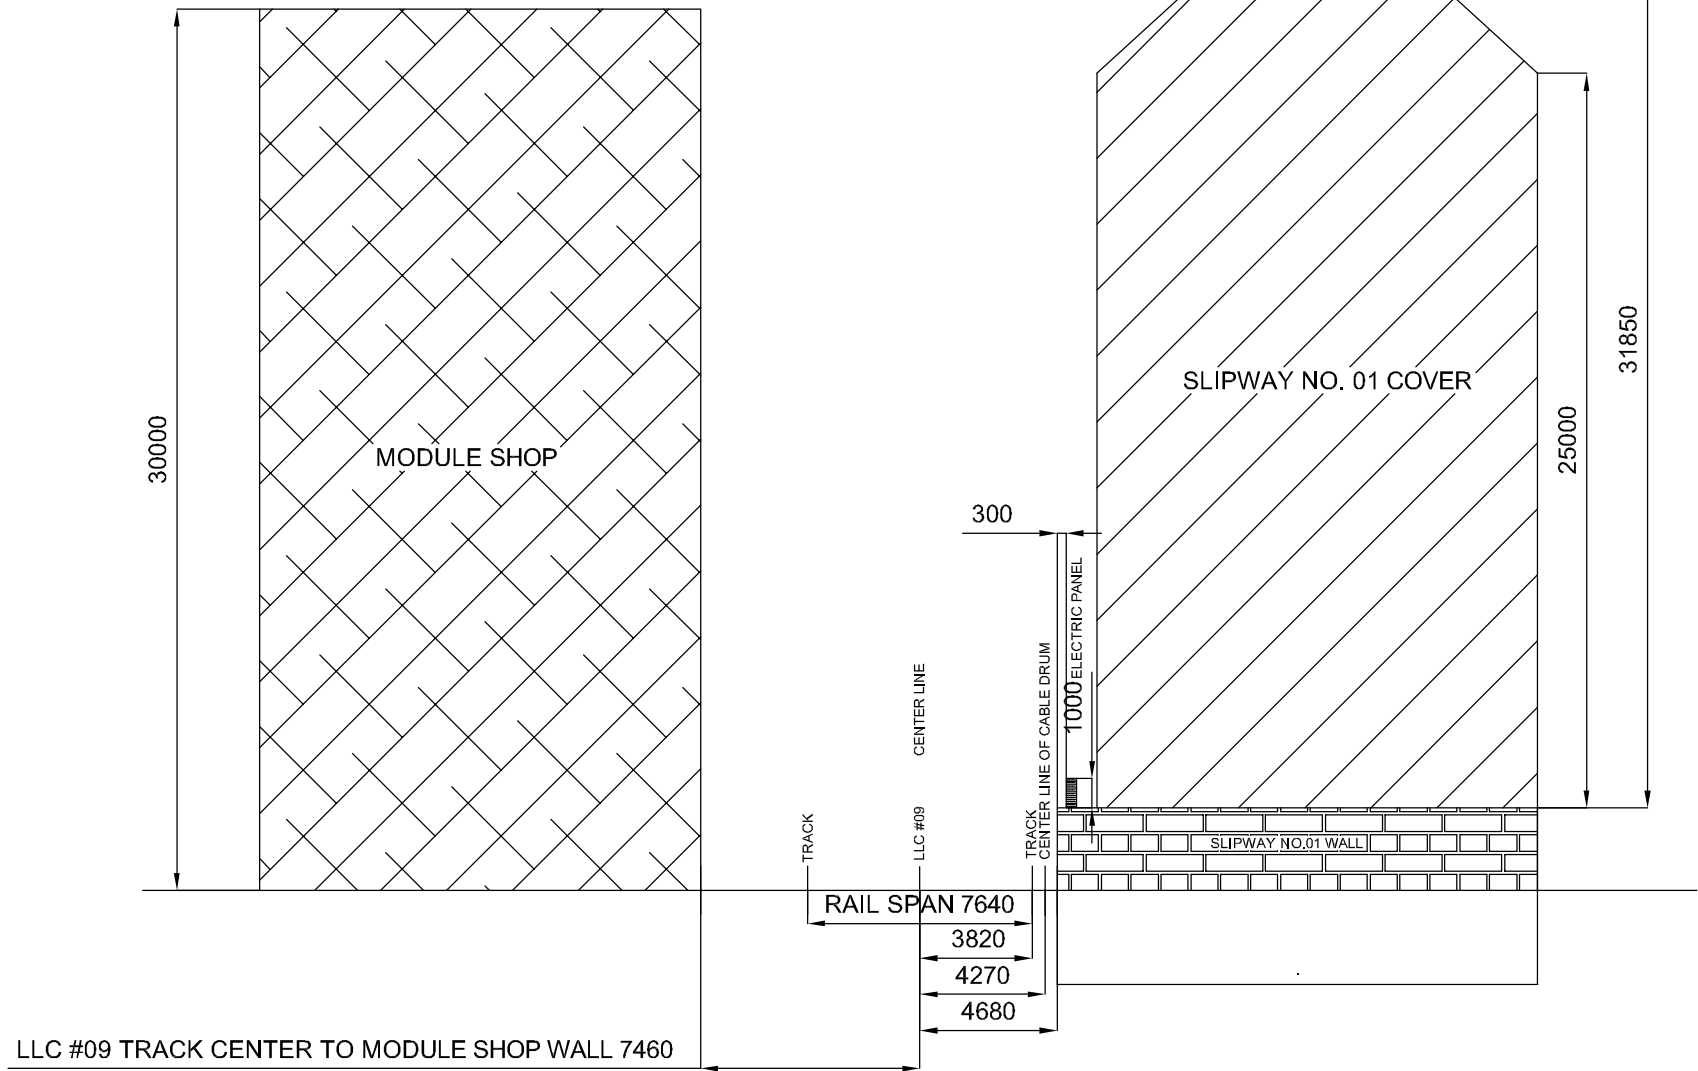 30000
MODULE SHOP
SLIPWAY NO. 01 COVER
31850
25000
300
ELECTRIC PANEL
1000
CENTER LINE
LLC #09
TRACK
TRACK
CENTER LINE OF CABLE DRUM
SLIPWAY NO.01 WALL
RAIL SPAN 7640
3820
4270
4680
LLC #09 TRACK CENTER TO MODULE SHOP WALL 7460